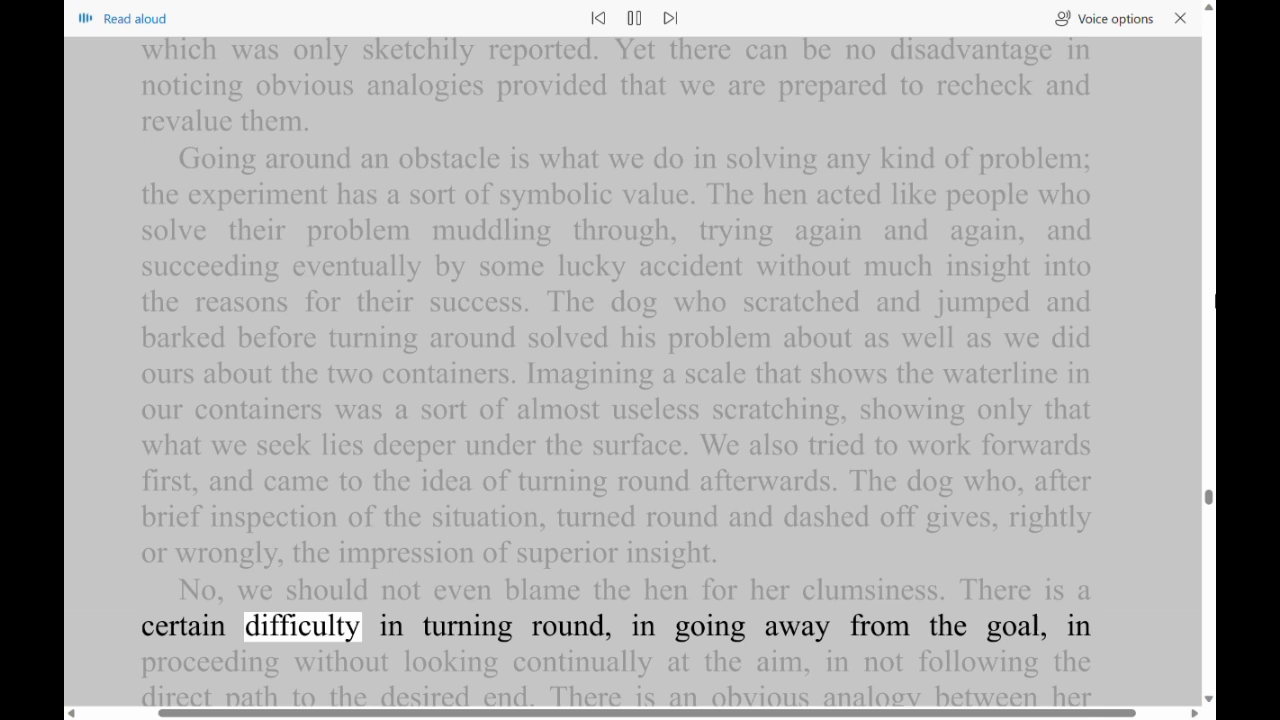 Read aloud
Voice options
which was only sketchily reported. Yet there can be no disadvantage in
noticing obvious analogies provided that we are prepared to recheck and
revalue them.
Going around an obstacle is what we do in solving any kind of problem;
the experiment has a sort of symbolic value. The hen acted like people who
solve their problem muddling through, trying again and again, and
succeeding eventually by some lucky accident without much insight into
the reasons for their success. The dog who scratched and jumped and
barked before turning around solved his problem about as well as we did
ours about the two containers. Imagining a scale that shows the waterline in
our containers was a sort of almost useless scratching, showing only that
what we seek lies deeper under the surface. We also tried to work forwards
first, and came to the idea of turning round afterwards. The dog who, after
brief inspection of the situation, turned round and dashed off gives, rightly
or wrongly, the impression of superior insight.
No, we should not even blame the hen for her clumsiness. There is a
certain difficulty in turning round, in going away from the goal, in
proceeding without looking continually at the aim, in not following the
direct path to the desired end. There is an obvious analogy between her